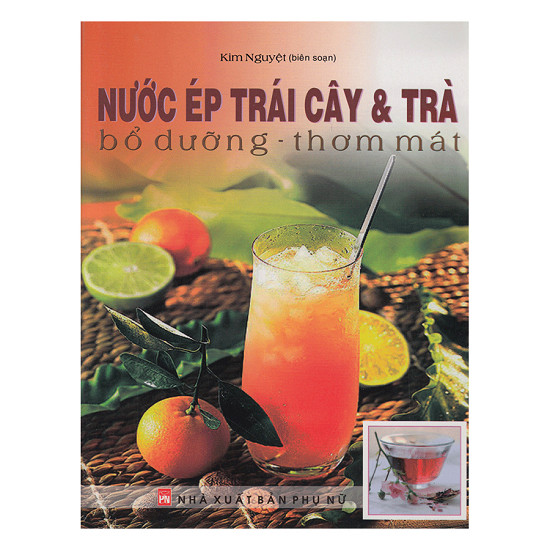 Kim Nguyệt (biên soạn)
NƯỚC ÉP TRÁI CÂY & TRÀ
bổ dưỡng - thơm mát
PN NHÀ XUẤT BẢN PHỤ NỮ